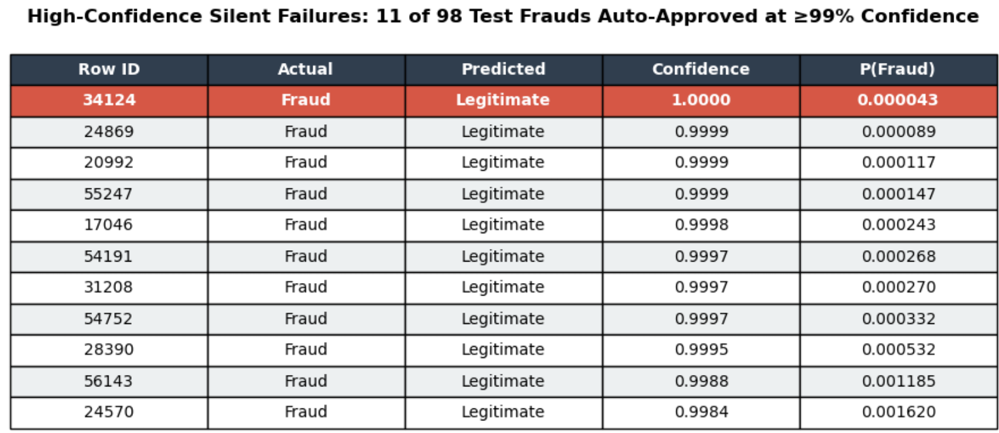 High-Confidence Silent Failures: 11 of 98 Test Frauds Auto-Approved at ≥99% Confidence
Row ID Actual Predicted Confidence P(Fraud)
34124 Fraud Legitimate 1.0000 0.000043
24869 Fraud Legitimate 0.9999 0.000089
20992 Fraud Legitimate 0.9999 0.000117
55247 Fraud Legitimate 0.9999 0.000147
17046 Fraud Legitimate 0.9998 0.000243
54191 Fraud Legitimate 0.9997 0.000268
31208 Fraud Legitimate 0.9997 0.000270
54752 Fraud Legitimate 0.9997 0.000332
28390 Fraud Legitimate 0.9995 0.000532
56143 Fraud Legitimate 0.9988 0.001185
24570 Fraud Legitimate 0.9984 0.001620